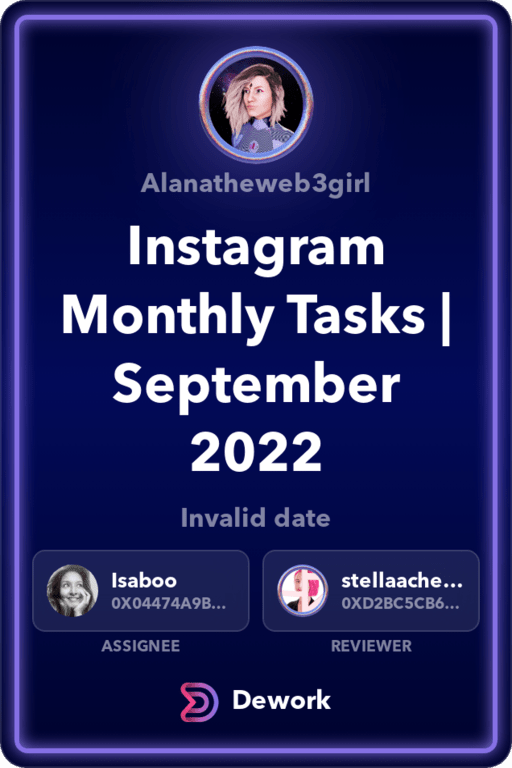 Alanatheweb3girl
Instagram
Monthly Tasks |
September
2022
Invalid date
Isaboo
0X04474A9B...
stellaache...
0XD2BC5CB6...
ASSIGNEE
REVIEWER
Dework